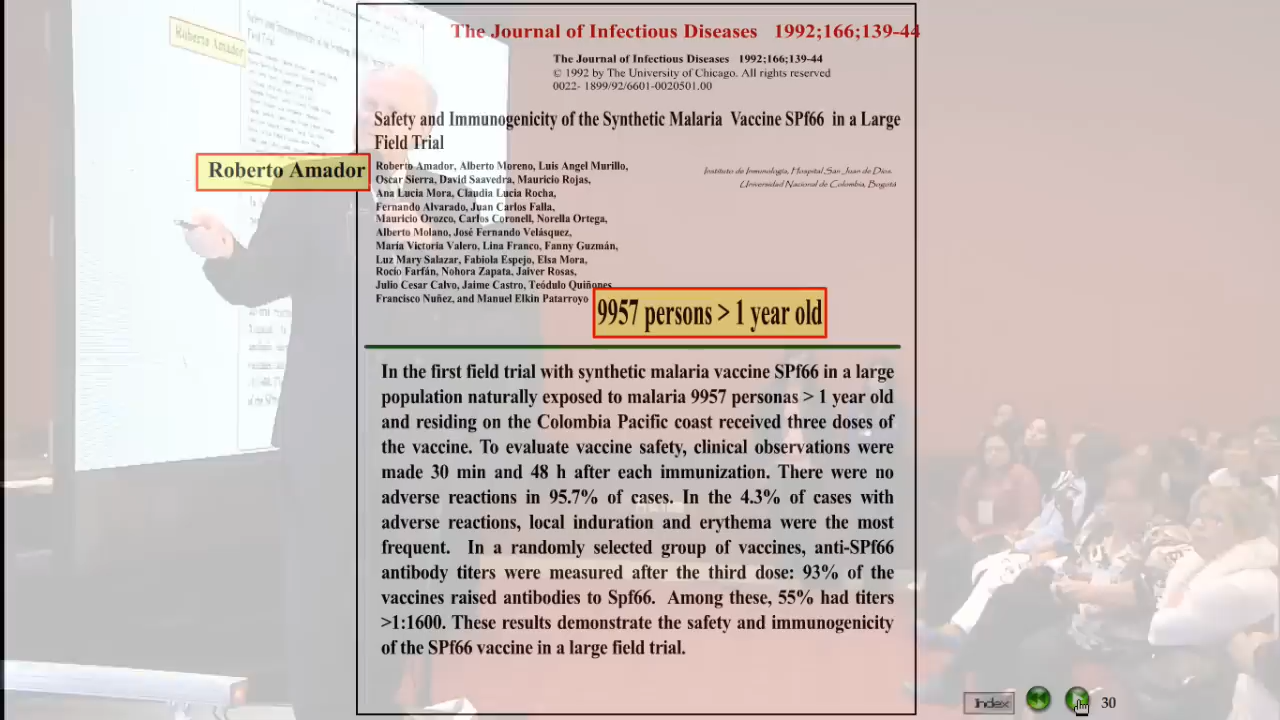 The Journal of Infectious Diseases 1992;166;139-44
The Journal of Infectious Diseases 1992;166;139-44
© 1992 by The University of Chicago. All rights reserved
0022- 1899/92/6601-0020501.00
Safety and Immunogenicity of the Synthetic Malaria Vaccine SPf66 in a Large
Field Trial
Roberto Amador
Roberto Amador
Roberto Amador, Alberto Moreno, Luis Angel Murillo,
Oscar Sierra, David Saavedra, Mauricio Rojas,
Ana Lucia Mora, Claudia Lucia Rocha,
Fernando Alvarado, Juan Carlos Falla,
Mauricio Orozco, Carlos Coronell, Norella Ortega,
Alberto Molano, José Fernando Velásquez,
María Victoria Valero, Lina Franco, Fanny Guzmán,
Luz Mary Salazar, Fabiola Espejo, Elsa Mora,
Rocío Farfán, Nohora Zapata, Jaiver Rosas,
Julio Cesar Calvo, Jaime Castro, Teódulo Quiñones
Francisco Nuñez, and Manuel Elkin Patarroyo
Instituto de Inmunología, Hospital San Juan de Dios.
Universidad Nacional de Colombia, Bogotá
9957 persons > 1 year old
In the first field trial with synthetic malaria vaccine SPf66 in a large
population naturally exposed to malaria 9957 personas > 1 year old
and residing on the Colombia Pacific coast received three doses of
the vaccine. To evaluate vaccine safety, clinical observations were
made 30 min and 48 h after each immunization. There were no
adverse reactions in 95.7% of cases. In the 4.3% of cases with
adverse reactions, local induration and erythema were the most
frequent. In a randomly selected group of vaccines, anti-SPf66
antibody titers were measured after the third dose: 93% of the
vaccines raised antibodies to Spf66. Among these, 55% had titers
>1:1600. These results demonstrate the safety and immunogenicity
of the SPf66 vaccine in a large field trial.
Index
30